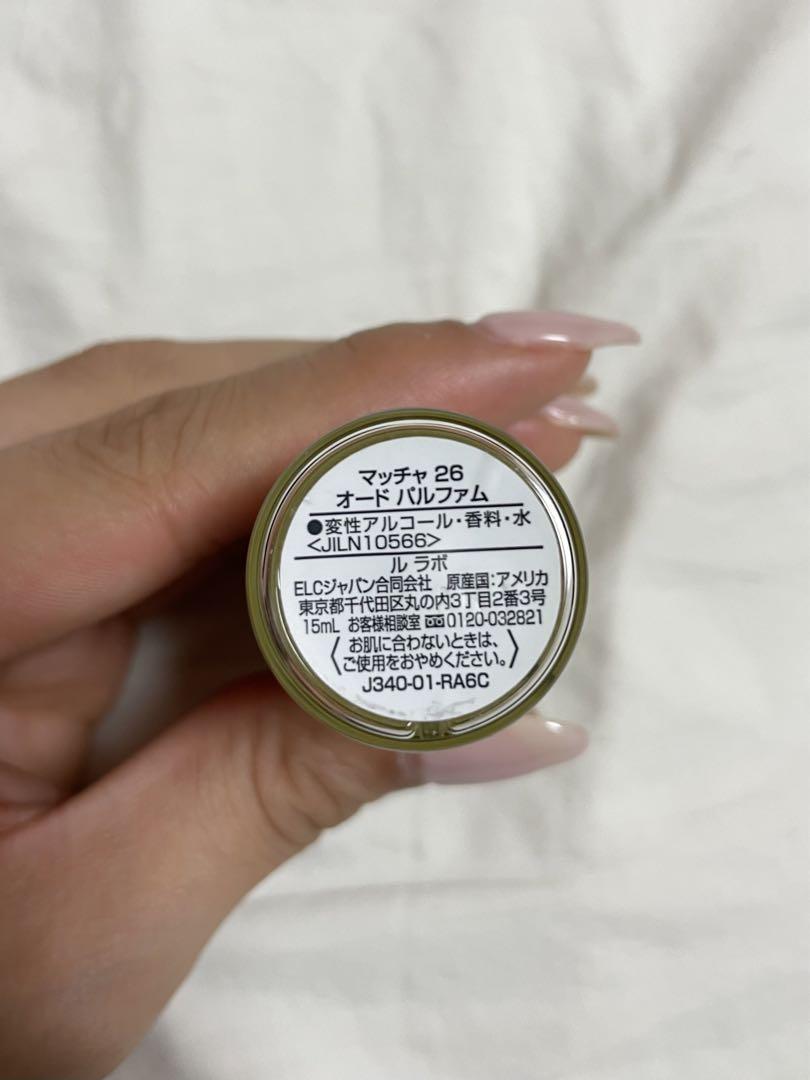 マッチャ 26
オード パルファム
●変性アルコール・香料・水
<JILN10566>
ル ラボ
ELCジャパン合同会社 原産国:アメリカ
東京都千代田区丸の内3丁目2番3号
15mL お客様相談室 0120-032821
〈お肌に合わないときは、
ご使用をおやめください。〉
J340-01-RA6C